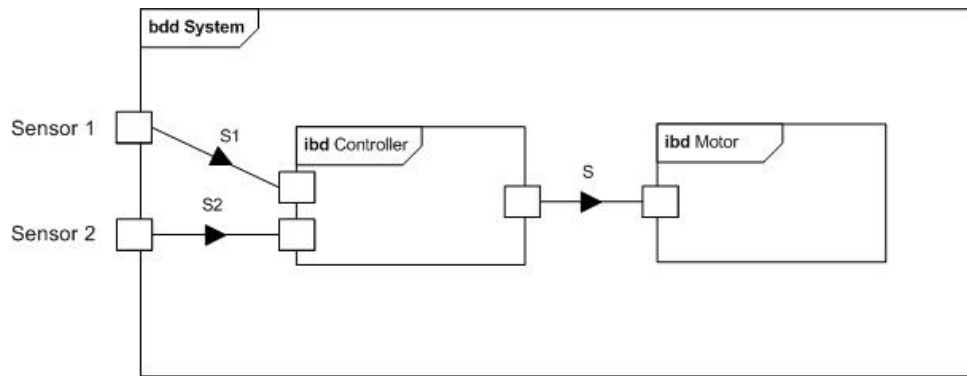 bdd System
Sensor 1
S1
ibd Controller
ibd Motor
S
S2
Sensor 2